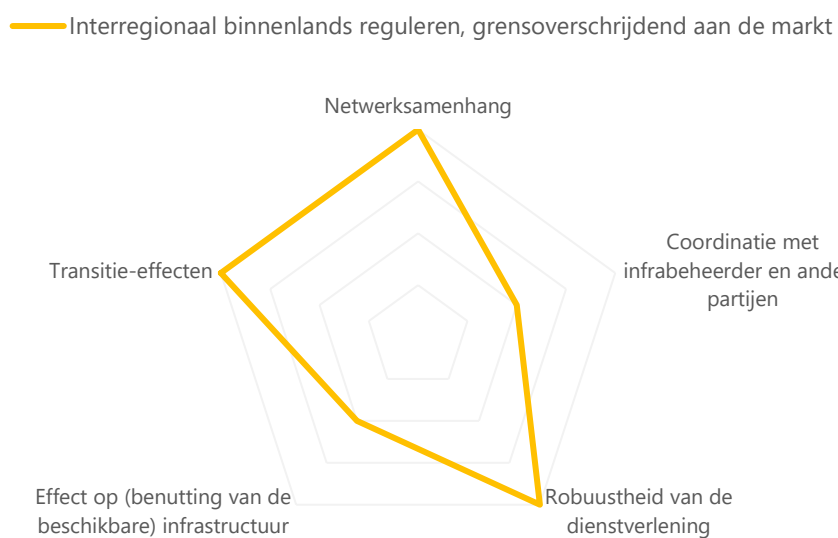 Interregionaal binnenlands reguleren, grensoverschrijdend aan de markt
Netwerksamenhang
Coordinatie met
infrabeheerder en ande
partijen
Transitie-effecten
Effect op (benutting van de
beschikbare) infrastructuur
Robuustheid van de
dienstverlening